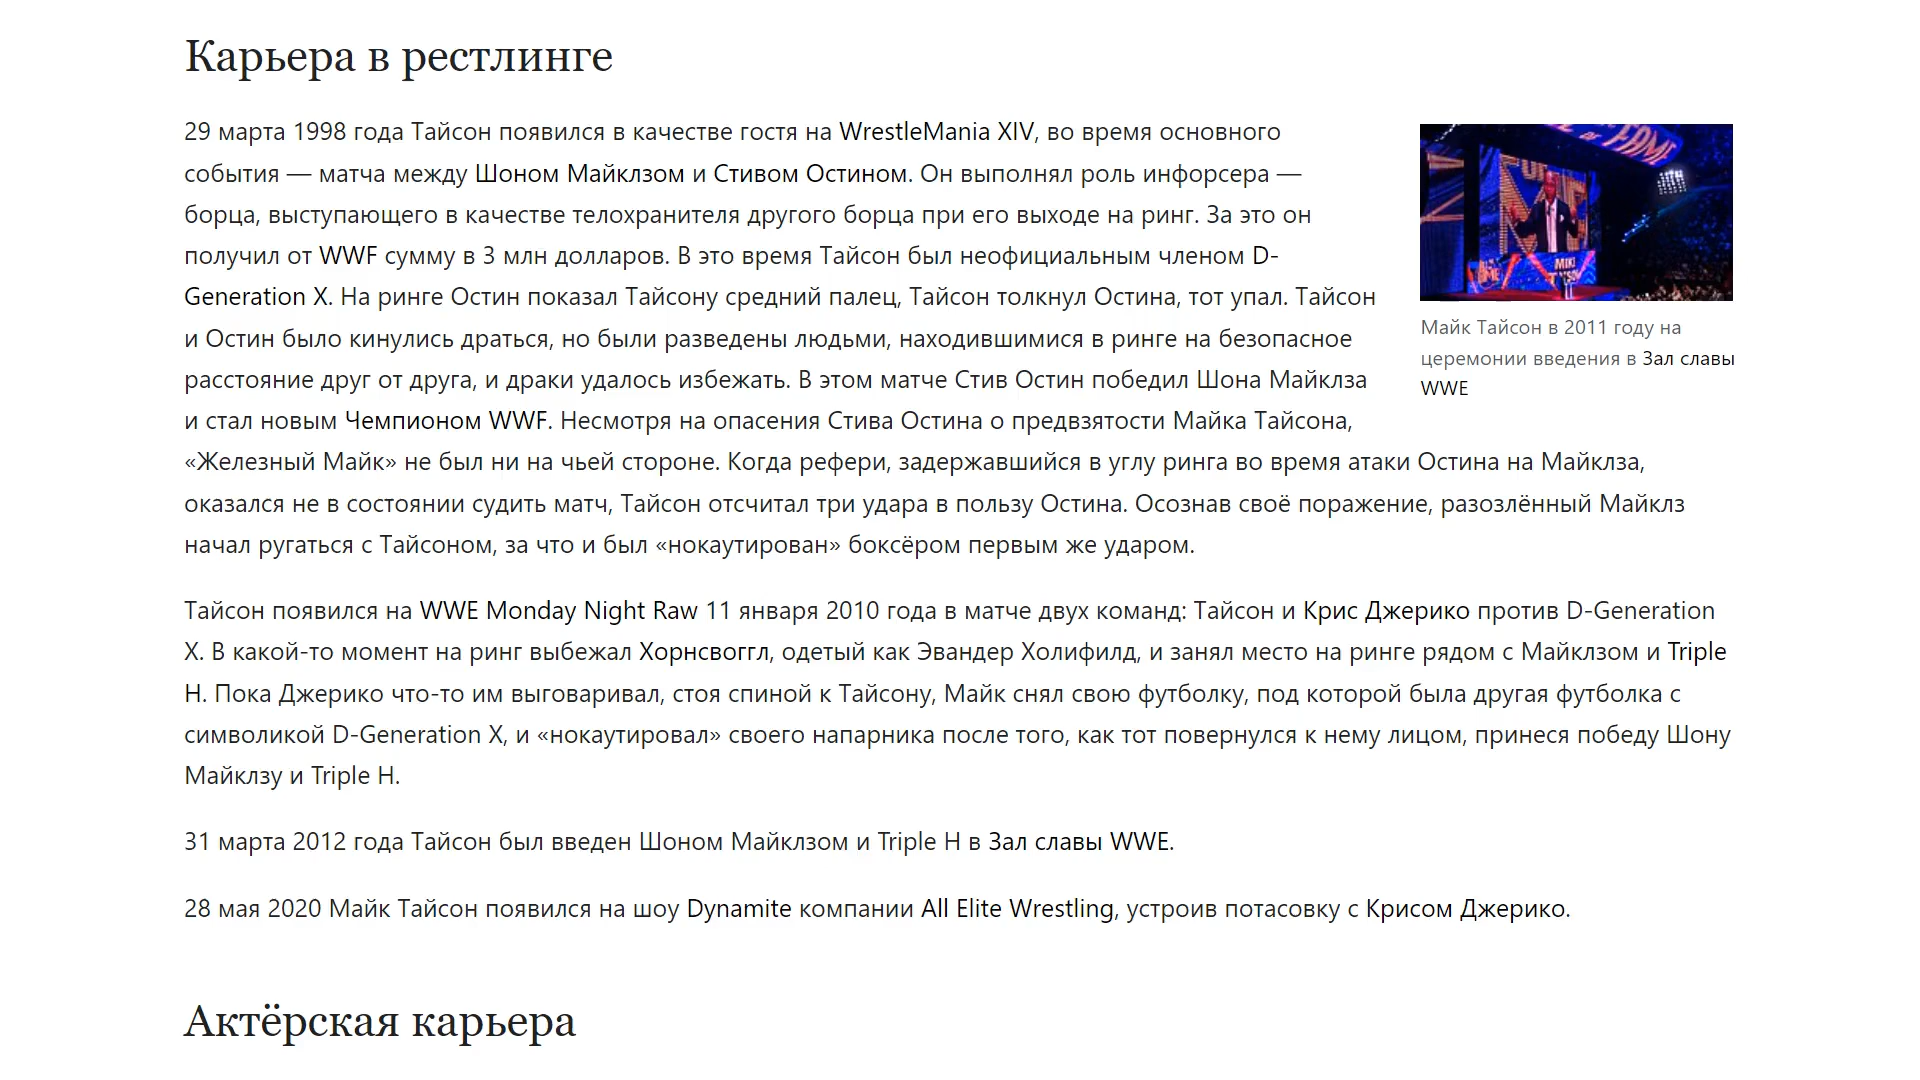 Карьера в рестлинге
29 марта 1998 года Тайсон появился в качестве гостя на WrestleMania XIV, во время основного
события — матча между Шоном Майклзом и Стивом Остином. Он выполнял роль инфорсера —
борца, выступающего в качестве телохранителя другого борца при его выходе на ринг. За это он
получил от WWF сумму в 3 млн долларов. В это время Тайсон был неофициальным членом D-
Generation X. На ринге Остин показал Тайсону средний палец, Тайсон толкнул Остина, тот упал. Тайсон
и Остин было кинулись драться, но были разведены людьми, находившимися в ринге на безопасное
расстояние друг от друга, и драки удалось избежать. В этом матче Стив Остин победил Шона Майклза
и стал новым Чемпионом WWF. Несмотря на опасения Стива Остина о предвзятости Майка Тайсона,
«Железный Майк» не был ни на чьей стороне. Когда рефери, задержавшийся в углу ринга во время атаки Остина на Майклза,
оказался не в состоянии судить матч, Тайсон отсчитал три удара в пользу Остина. Осознав своё поражение, разозлённый Майклз
начал ругаться с Тайсоном, за что и был «нокаутирован» боксёром первым же ударом.
FAME
MIKE
TYSON
Майк Тайсон в 2011 году на
церемонии введения в Зал славы
WWE
Тайсон появился на WWE Monday Night Raw 11 января 2010 года в матче двух команд: Тайсон и Крис Джерико против D-Generation
X. В какой-то момент на ринг выбежал Хорнсвоггл, одетый как Эвандер Холифилд, и занял место на ринге рядом с Майклзом и Triple
H. Пока Джерико что-то им выговаривал, стоя спиной к Тайсону, Майк снял свою футболку, под которой была другая футболка с
символикой D-Generation X, и «нокаутировал» своего напарника после того, как тот повернулся к нему лицом, принеся победу Шону
Майклзу и Triple H.
31 марта 2012 года Тайсон был введен Шоном Майклзом и Triple H в Зал славы WWE.
28 мая 2020 Майк Тайсон появился на шоу Dynamite компании All Elite Wrestling, устроив потасовку с Крисом Джерико.
Актёрская карьера